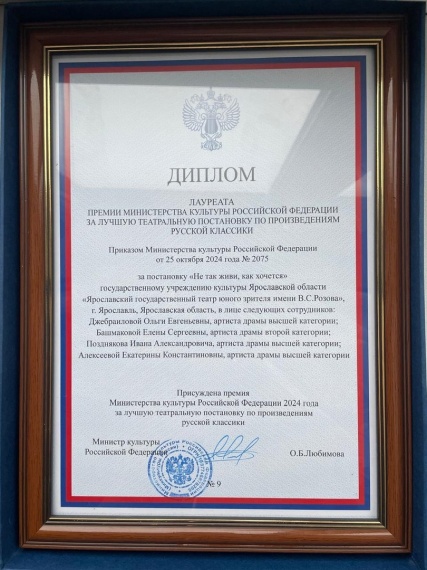 ДИПЛОМ
ЛАУРЕАТА
ПРЕМИИ МИНИСТЕРСТВА КУЛЬТУРЫ РОССИЙСКОЙ ФЕДЕРАЦИИ
ЗА ЛУЧШУЮ ТЕАТРАЛЬНУЮ ПОСТАНОВКУ ПО ПРОИЗВЕДЕНИЯМ
РУССКОЙ КЛАССИКИ
Приказом Министерства культуры Российской Федерации
от 25 октября 2024 года № 2075
за постановку «Не так живи, как хочется»
государственному учреждению культуры Ярославской области
«Ярославский государственный театр юного зрителя имени В.С.Розова»,
г. Ярославль, Ярославская область, в лице следующих сотрудников:
Джебраиловой Ольги Евгеньевны, артиста драмы высшей категории;
Башмаковой Елены Сергеевны, артиста драмы второй категории;
Позднякова Ивана Александровича, артиста драмы высшей категории;
Алексеевой Екатерины Константиновны, артиста драмы высшей категории
Присуждена премия
Министерства культуры Российской Федерации 2024 года
за лучшую театральную постановку по произведениям
русской классики
Министр культуры
Российской Федерации
О.Б.Любимова
№ 9